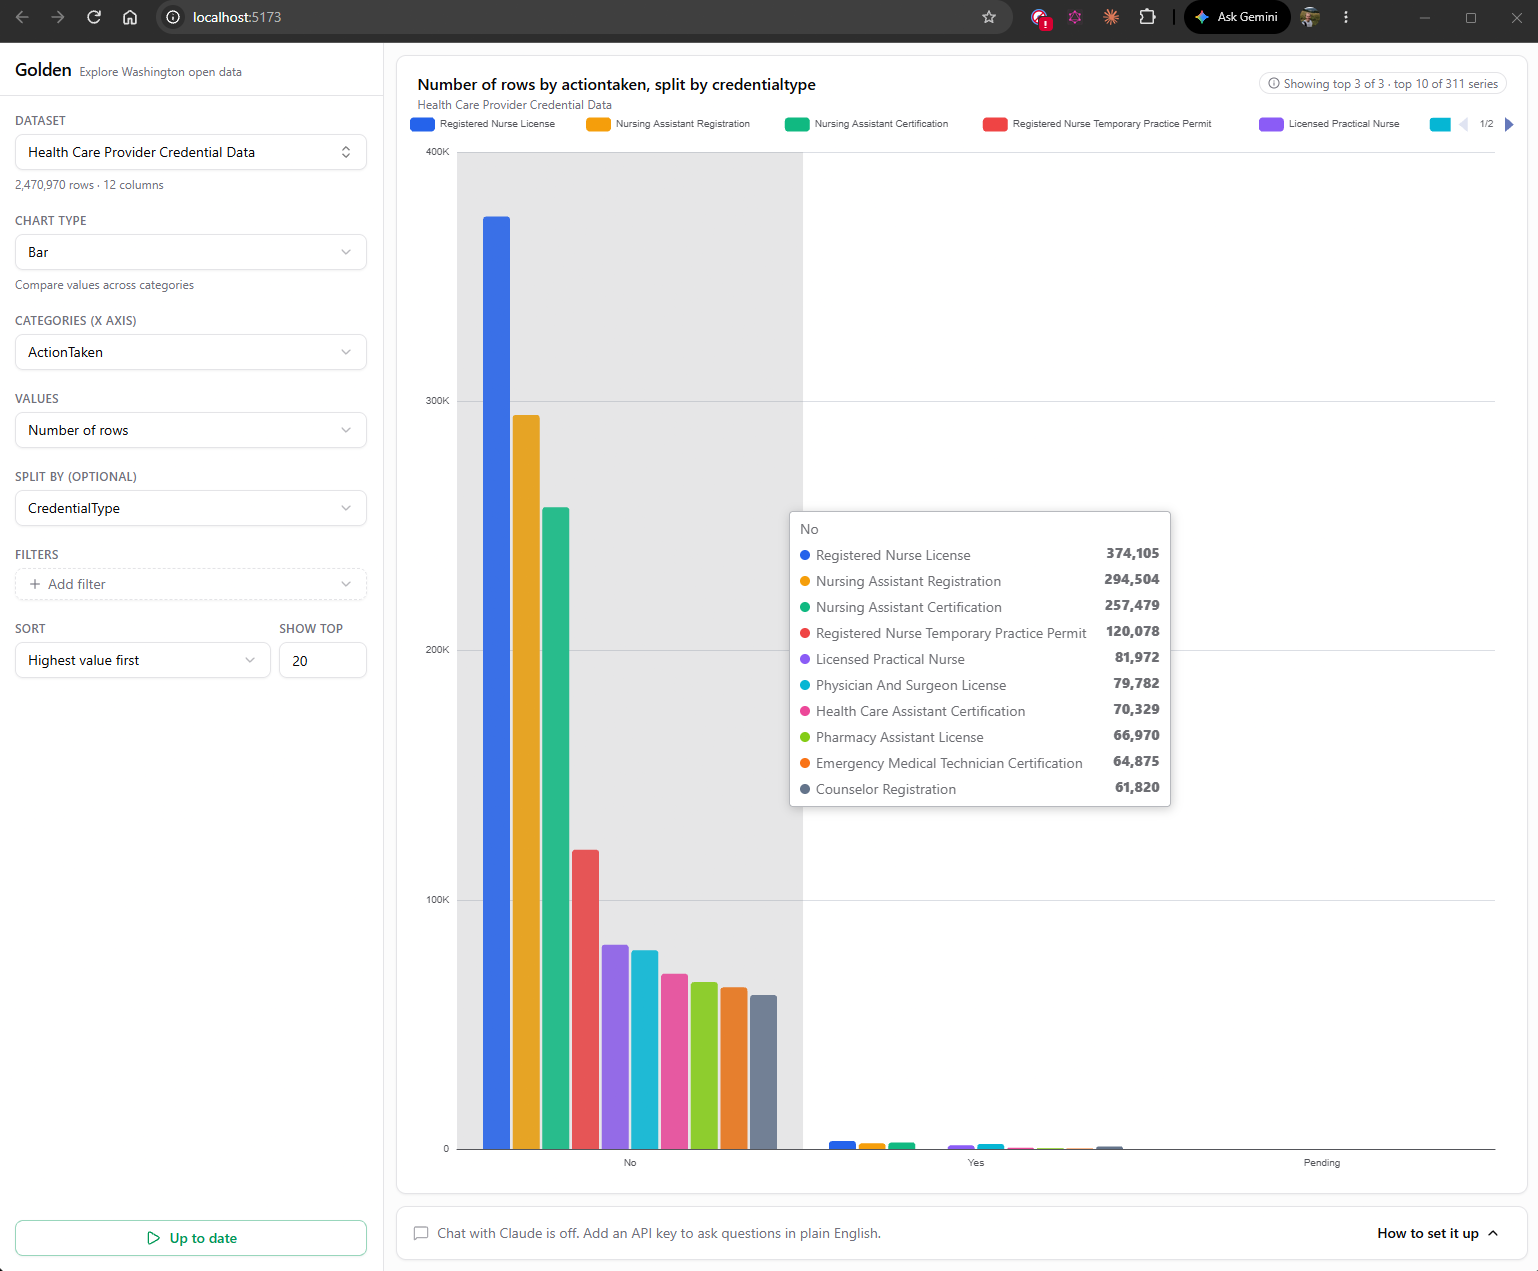 localhost:5173
Ask Gemini
Golden Explore Washington open data
DATASET
Health Care Provider Credential Data
2,470,970 rows · 12 columns
CHART TYPE
Bar
Compare values across categories
CATEGORIES (X AXIS)
ActionTaken
VALUES
Number of rows
SPLIT BY (OPTIONAL)
CredentialType
FILTERS
+ Add filter
SORT
SHOW TOP
Highest value first
20
Up to date
Number of rows by actiontaken, split by credentialtype
Showing top 3 of 3 · top 10 of 311 series
Health Care Provider Credential Data
Registered Nurse License
Nursing Assistant Registration
Nursing Assistant Certification
Registered Nurse Temporary Practice Permit
Licensed Practical Nurse
1/2
400K
300K
200K
100K
0
No
Registered Nurse License 374,105
Nursing Assistant Registration 294,504
Nursing Assistant Certification 257,479
Registered Nurse Temporary Practice Permit 120,078
Licensed Practical Nurse 81,972
Physician And Surgeon License 79,782
Health Care Assistant Certification 70,329
Pharmacy Assistant License 66,970
Emergency Medical Technician Certification 64,875
Counselor Registration 61,820
No
Yes
Pending
Chat with Claude is off. Add an API key to ask questions in plain English.
How to set it up